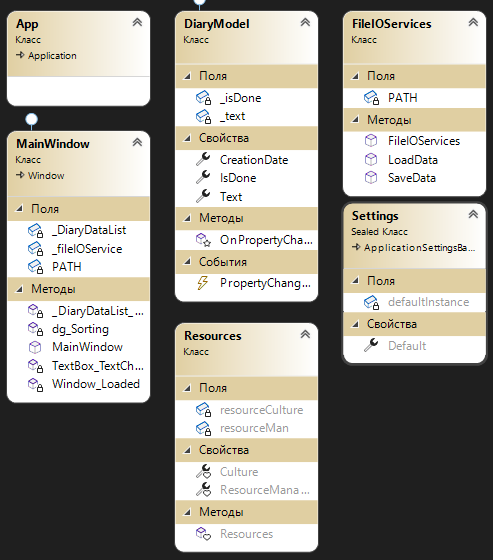 App
Класс
Application
MainWindow
Класс
Window
Поля
_DiaryDataList
_fileIOService
PATH
Методы
_DiaryDataList_...
dg_Sorting
MainWindow
TextBox_TextCh...
Window_Loaded
DiaryModel
Класс
Поля
_isDone
_text
Свойства
CreationDate
IsDone
Text
Методы
OnPropertyCha...
События
PropertyChang...
Resources
Класс
Поля
resourceCulture
resourceMan
Свойства
Culture
ResourceMana...
Методы
Resources
FileIOServices
Класс
Поля
PATH
Методы
FileIOServices
LoadData
SaveData
Settings
Sealed Класс
ApplicationSettingsBa...
Поля
defaultInstance
Свойства
Default